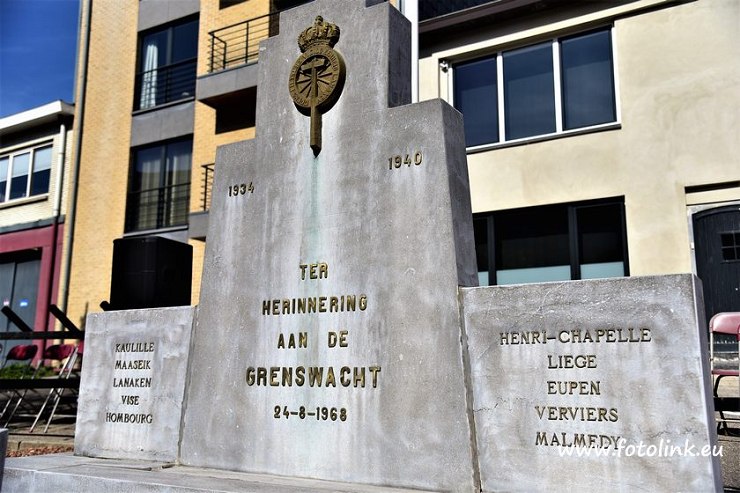 1934
1940
TER
HERINNERING
AAN DE
GRENSWACHT
24-8-1968
KAULILLE
MAASEIK
LANAKEN
VISE
HOMBOURG
HENRI-CHAPELLE
LIEGE
EUPEN
VERVIERS
MALMEDY
www.fotolink.eu